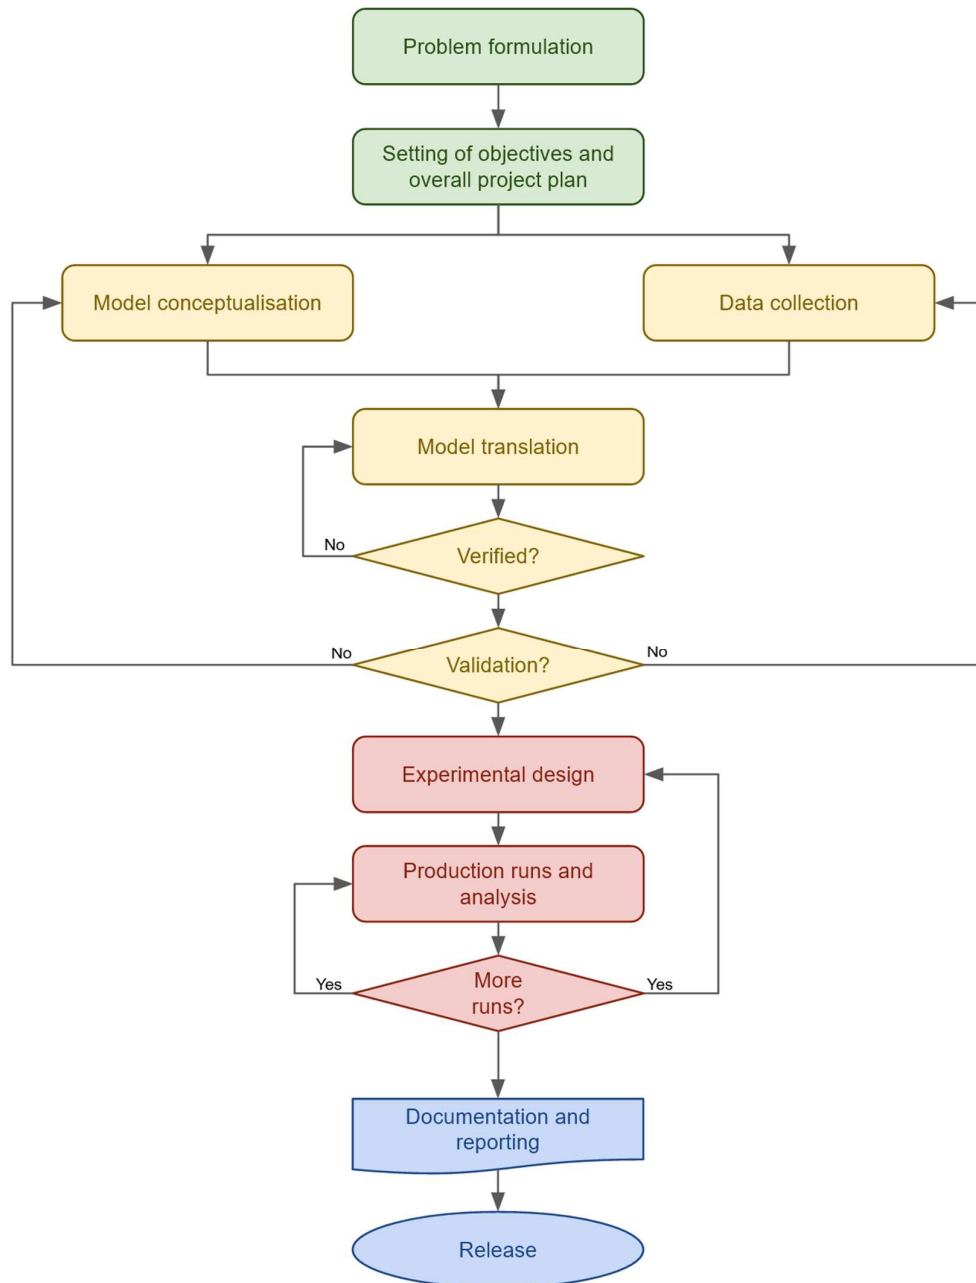 Problem formulation
Setting of objectives and
overall project plan
Model conceptualisation
Data collection
Model translation
No
Verified?
No
Validation?
No
Experimental design
Production runs and
analysis
Yes
More
runs?
Yes
Documentation and
reporting
Release